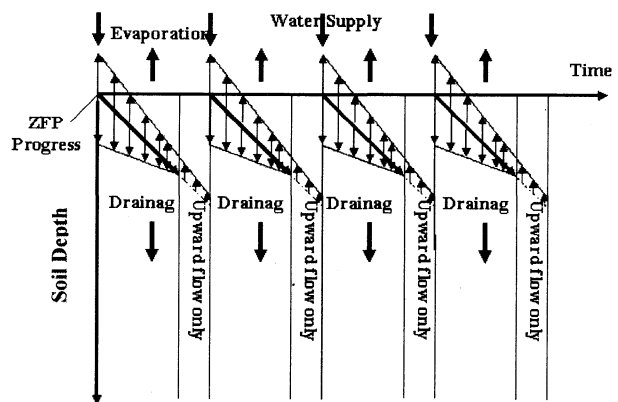 Water Supply
Evaporation
Time
ZFP
Progress
Soil Depth
Drainag
Drainag
Drainag
Drainag
Upward flow only
Upward flow only
Upward flow only
Upward flow only